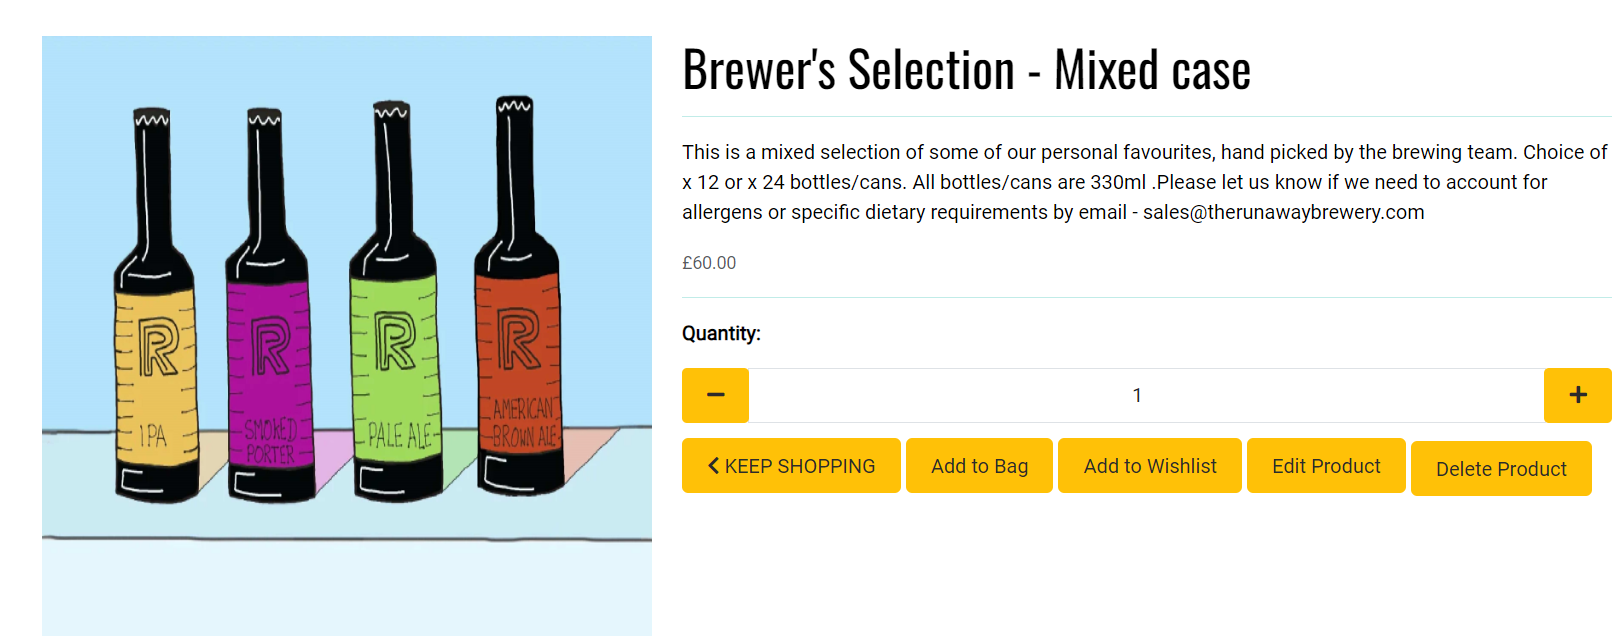 Brewer's Selection - Mixed case
This is a mixed selection of some of our personal favourites, hand picked by the brewing team. Choice of
x 12 or x 24 bottles/cans. All bottles/cans are 330ml .Please let us know if we need to account for
allergens or specific dietary requirements by email - sales@therunawaybrewery.com
£60.00
Quantity:
1
KEEP SHOPPING
Add to Bag
Add to Wishlist
Edit Product
Delete Product
R
IPA
R
SMOKED
PORTER
R
PALE ALE
R
AMERICAN
BROWN ALE